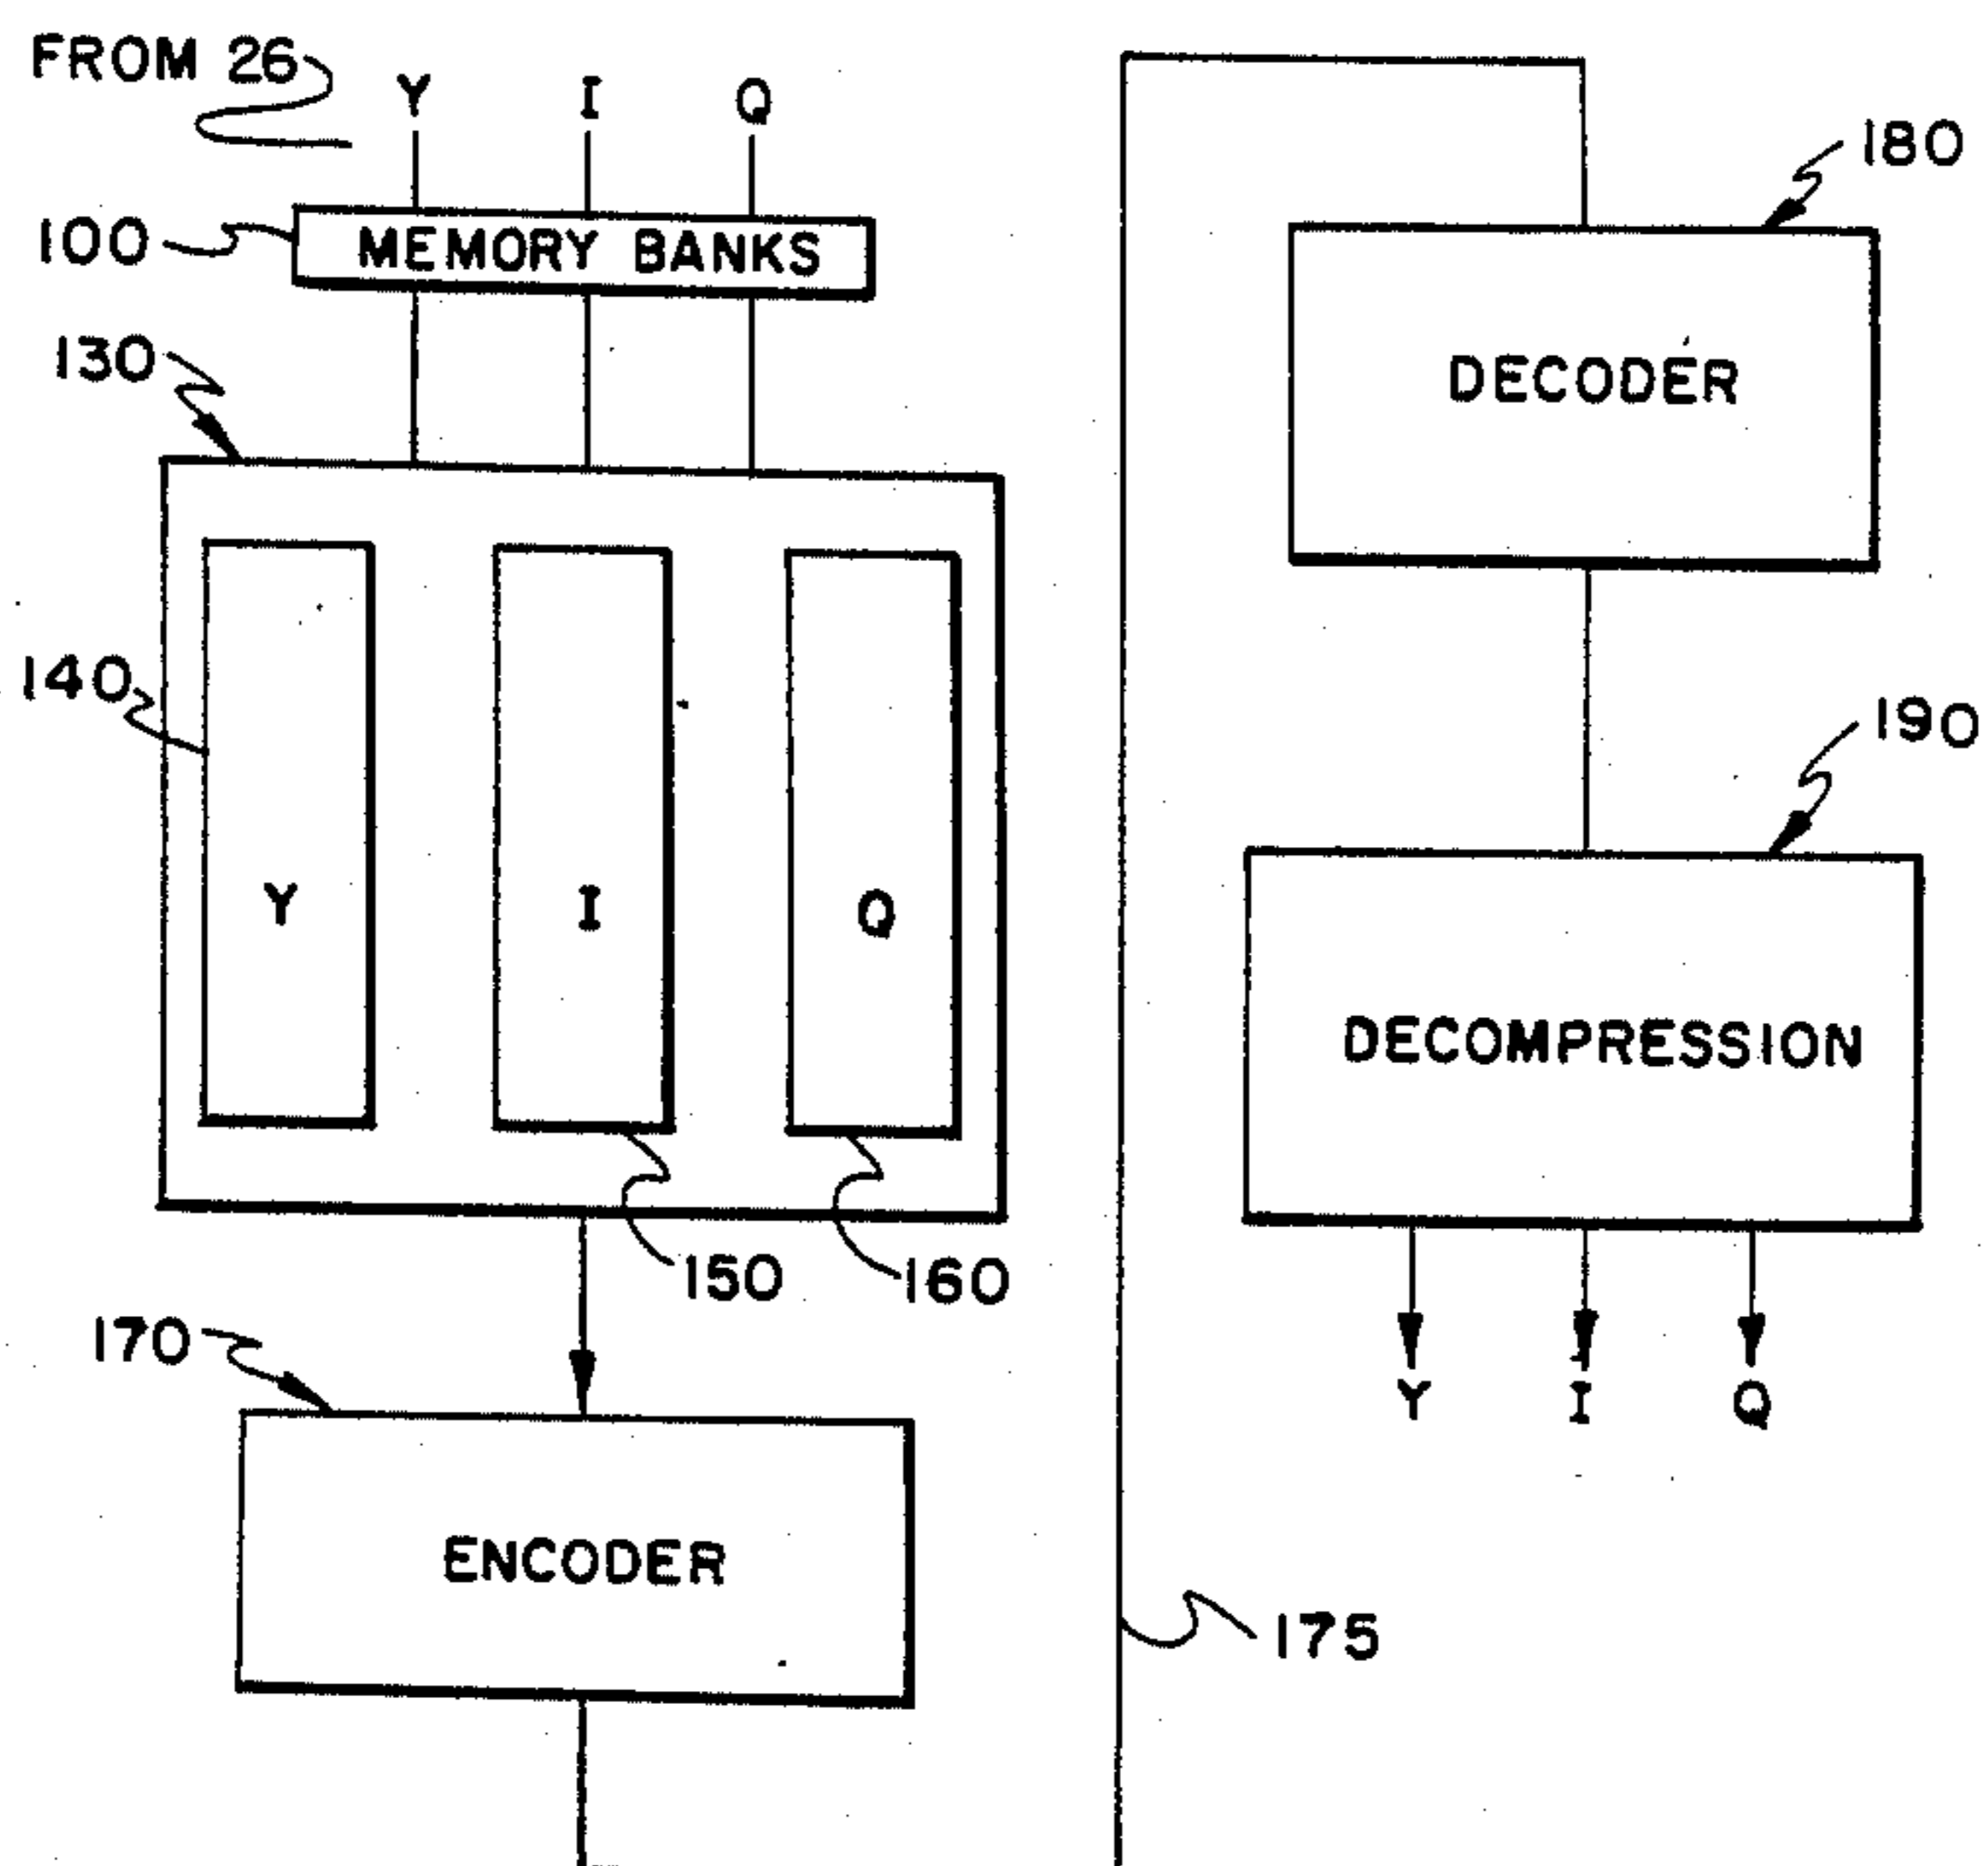 FROM 26
Y I Q
100
MEMORY BANKS
130
140
Y I Q
150
160
170
ENCODER
175
180
DECODER
190
DECOMPRESSION
Y I Q